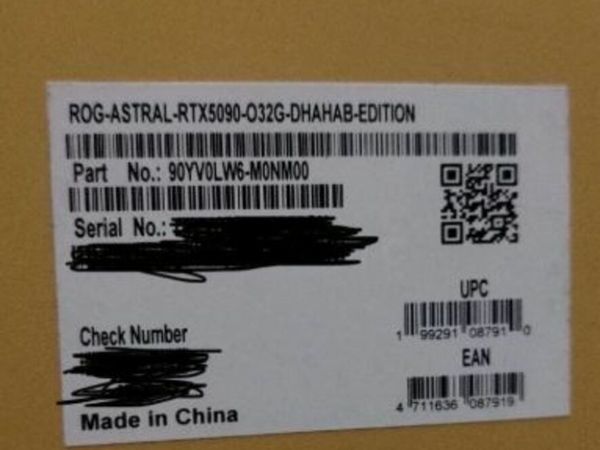 ROG-ASTRAL-RTX5090-O32G-DHAHAB-EDITION
Part No.: 90YV0LW6-M0NM00
Serial No.:
UPC
1 99291 08791 0
EAN
4 711636 087919
Check Number
Made in China